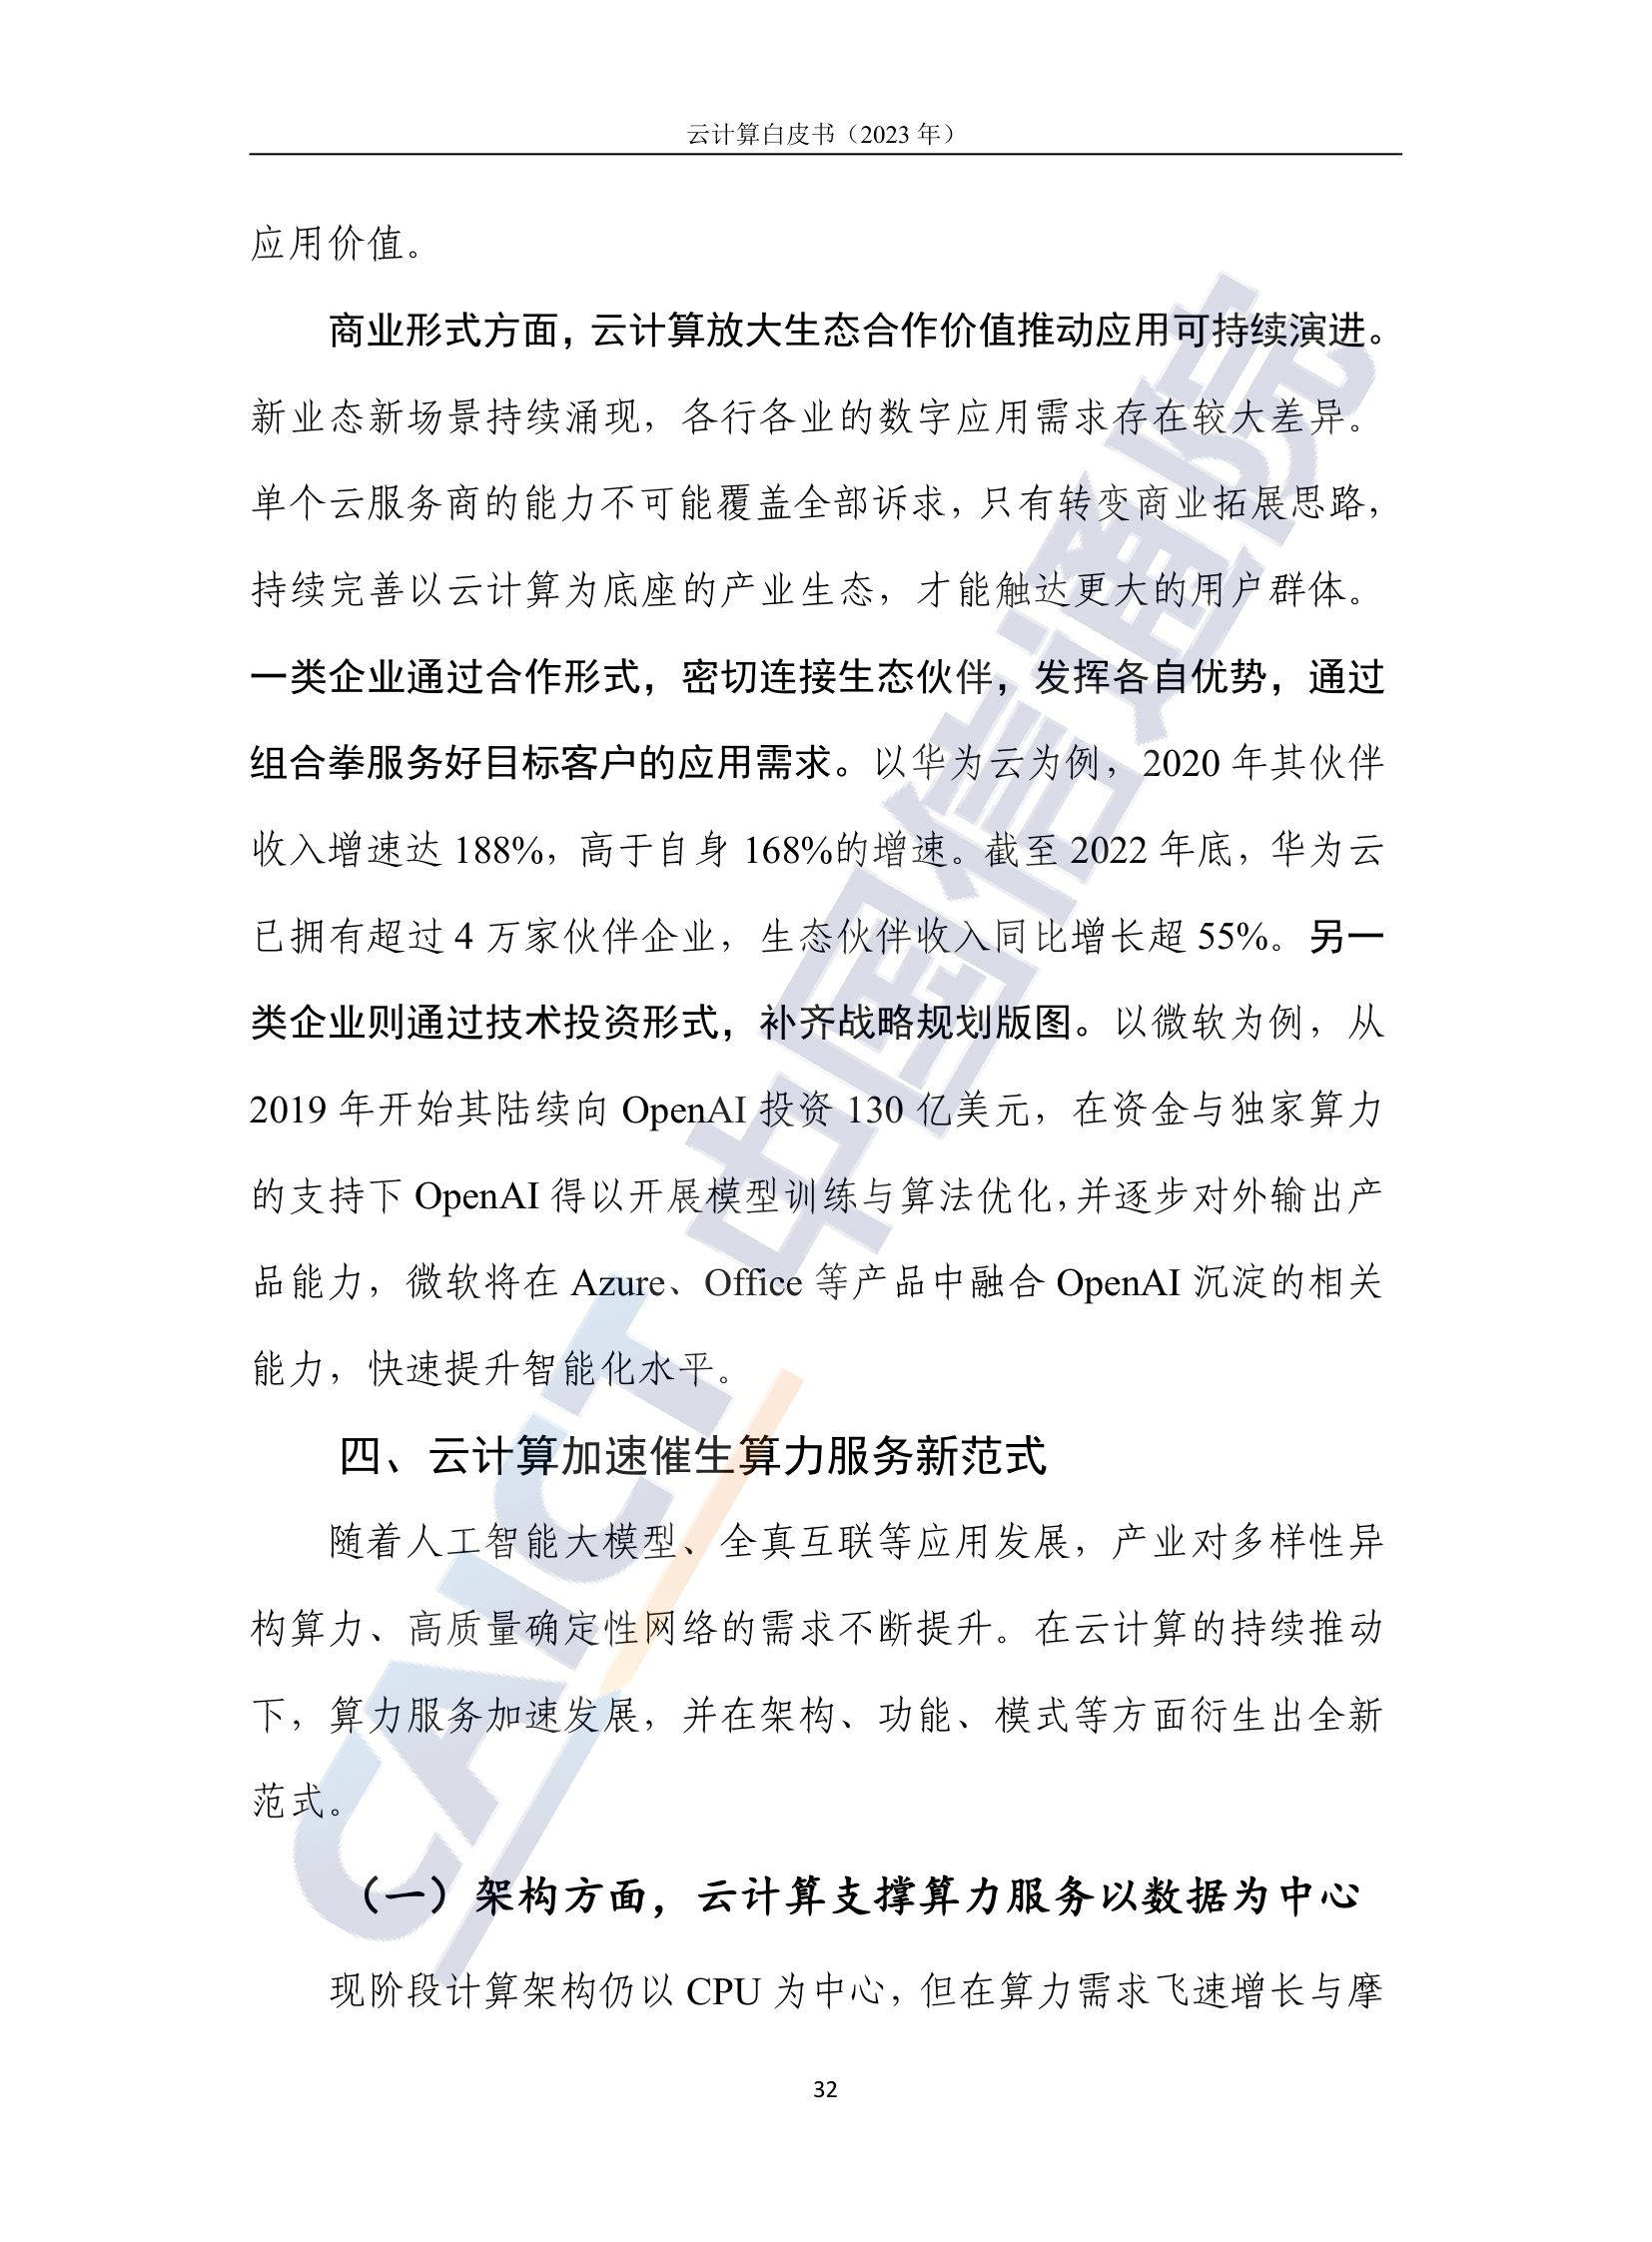 云计算白皮书（2023 年）
应用价值。
商业形式方面，云计算放大生态合作价值推动应用可持续演进。
新业态新场景持续涌现，各行各业的数字应用需求存在较大差异。
单个云服务商的能力不可能覆盖全部诉求，只有转变商业拓展思路，
持续完善以云计算为底座的产业生态，才能触达更大的用户群体。
一类企业通过合作形式，密切连接生态伙伴，发挥各自优势，通过
组合拳服务好目标客户的应用需求。以华为云为例，2020 年其伙伴
收入增速达 188%，高于自身 168%的增速。截至 2022 年底，华为云
已拥有超过 4 万家伙伴企业，生态伙伴收入同比增长超 55%。另一
类企业则通过技术投资形式，补齐战略规划版图。以微软为例，从
2019 年开始其陆续向 OpenAI 投资 130 亿美元，在资金与独家算力
的支持下 OpenAI 得以开展模型训练与算法优化，并逐步对外输出产
品能力，微软将在 Azure、Office 等产品中融合 OpenAI 沉淀的相关
能力，快速提升智能化水平。
四、云计算加速催生算力服务新范式
随着人工智能大模型、全真互联等应用发展，产业对多样性异
构算力、高质量确定性网络的需求不断提升。在云计算的持续推动
下，算力服务加速发展，并在架构、功能、模式等方面衍生出全新
范式。
（一）架构方面，云计算支撑算力服务以数据为中心
现阶段计算架构仍以 CPU 为中心，但在算力需求飞速增长与摩
32
CAICT 中国信通院